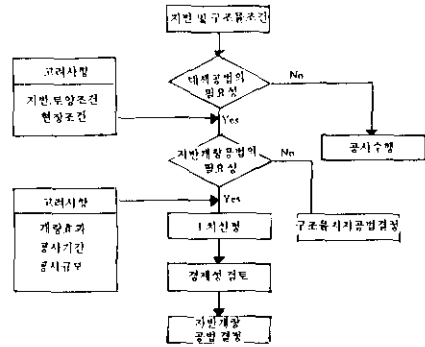 지반 및 구조물조건
고려사항
지반, 토양조건
현장조건
대책공법의
필요성
No
Yes
공사수행
지반개량공법의
필요성
No
Yes
고려사항
개량효과
공사기간
공사규모
1차선정
구조물지지공법결정
경제성 검토
지반개량
공법 결정